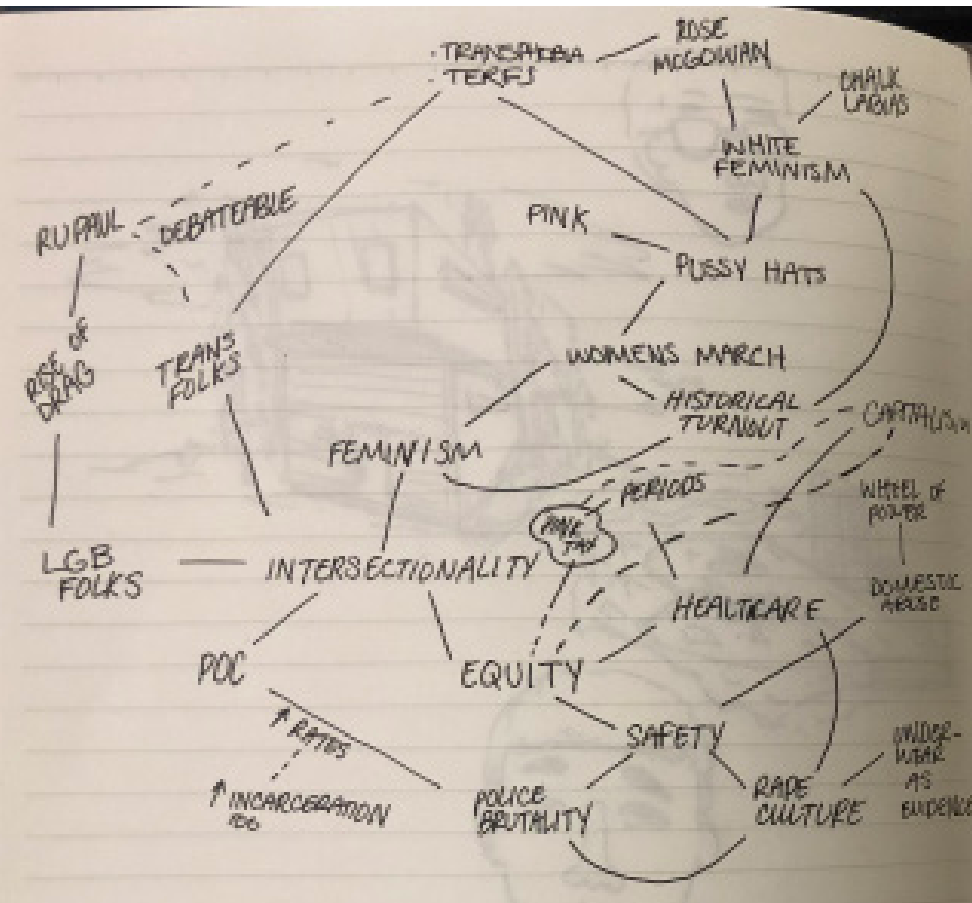 ROSE
MCGOWAN
· TRANSPHOBIA
· TERFS
CHALK
LABIAS
WHITE
FEMINISM
RUPAUL
DEBATEABLE
PINK
PUSSY HATS
RISE OF
DRAG
TRANS
FOLKS
WOMENS MARCH
HISTORICAL
TURNOUT
CAPITALISM
FEMINISM
PERIODS
PINK
TAX
WHEEL OF
POWER
LGB
FOLKS
INTERSECTIONALITY
HEALTCARE
DOMESTIC
ABUSE
POC
EQUITY
↑ RATES
SAFETY
↑ INCARCERATION
POLICE
BRUTALITY
RAPE
CULTURE
UNDER-
WEAR
AS
EVIDENCE